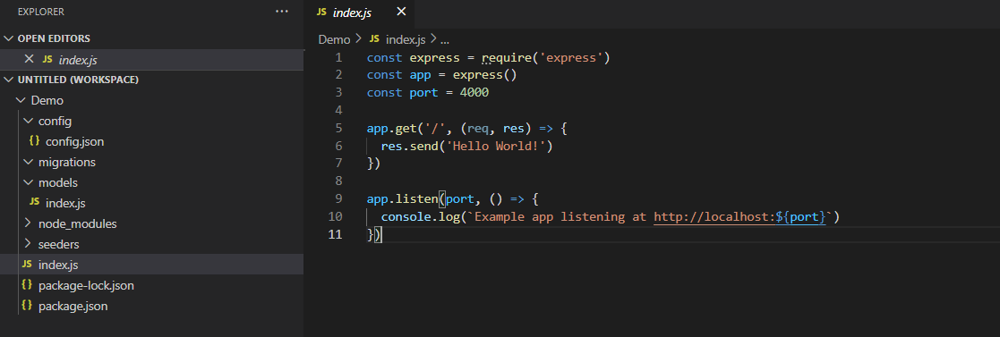 EXPLORER
OPEN EDITORS
JS index.js
UNTITLED (WORKSPACE)
Demo
config
{} config.json
migrations
models
JS index.js
node_modules
seeders
JS index.js
{} package-lock.json
{} package.json
JS index.js
Demo > JS index.js > ...
1 const express = require('express')
2 const app = express()
3 const port = 4000
4
5 app.get('/', (req, res) => {
6   res.send('Hello World!')
7 })
8
9 app.listen(port, () => {
10   console.log(`Example app listening at http://localhost:${port}`)
11 })